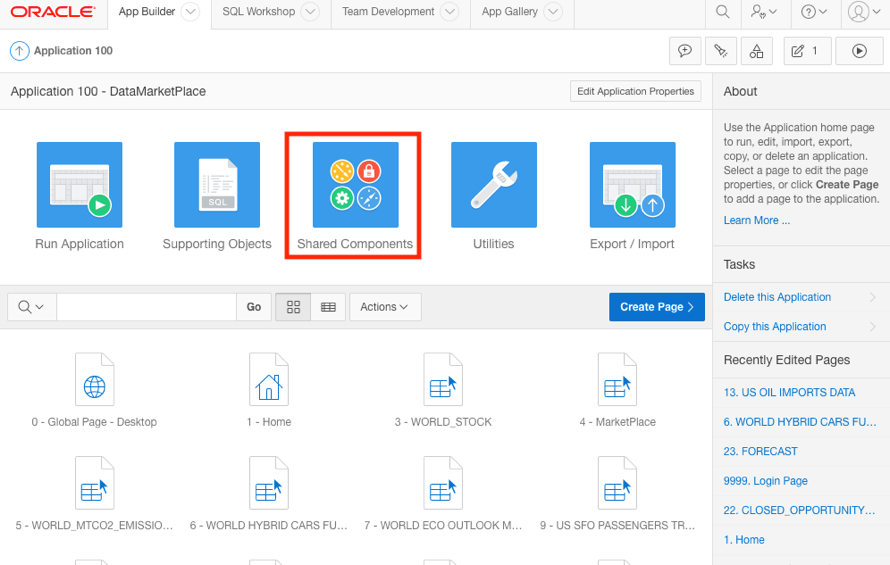 ORACLE
App Builder
SQL Workshop
Team Development
App Gallery
Application 100
1
Application 100 - DataMarketPlace
Edit Application Properties
SQL
Run Application
Supporting Objects
Shared Components
Utilities
Export / Import
Go
Actions
Create Page
0 - Global Page - Desktop
1 - Home
3 - WORLD_STOCK
4 - MarketPlace
5 - WORLD_MTCO2_EMISSIO...
6 - WORLD HYBRID CARS FU...
7 - WORLD ECO OUTLOOK M...
9 - US SFO PASSENGERS TR...
About
Use the Application home page
to run, edit, import, export,
copy, or delete an application.
Select a page to edit the page
properties, or click Create Page
to add a page to the application.
Learn More ...
Tasks
Delete this Application
Copy this Application
Recently Edited Pages
13. US OIL IMPORTS DATA
6. WORLD HYBRID CARS FU...
23. FORECAST
9999. Login Page
22. CLOSED_OPPORTUNITY...
1. Home